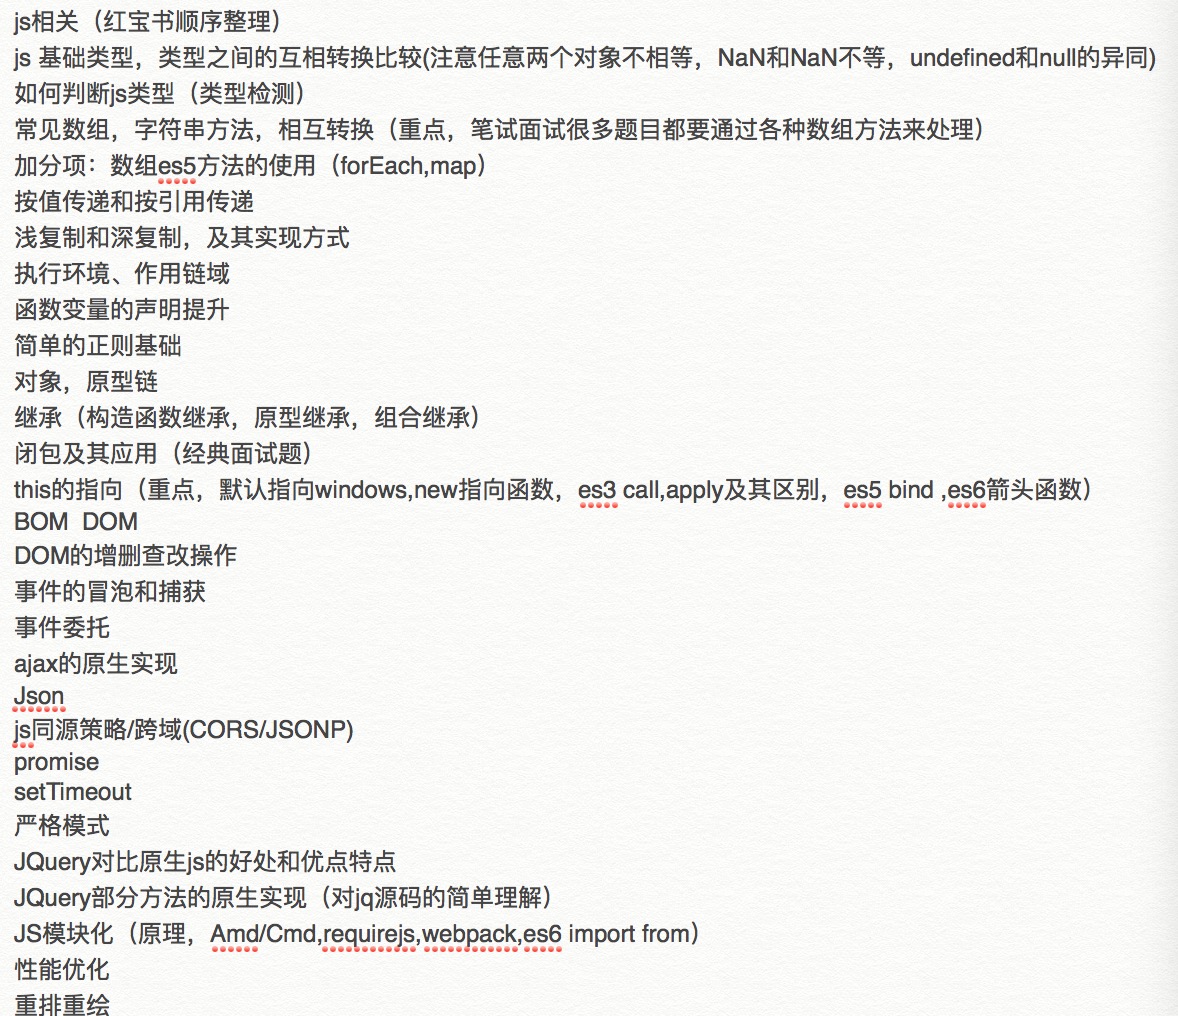 js相关（红宝书顺序整理）
js 基础类型，类型之间的互相转换比较(注意任意两个对象不相等，NaN和NaN不等，undefined和null的异同)
如何判断js类型（类型检测）
常见数组，字符串方法，相互转换（重点，笔试面试很多题目都要通过各种数组方法来处理）
加分项：数组es5方法的使用（forEach,map）
按值传递和按引用传递
浅复制和深复制，及其实现方式
执行环境、作用链域
函数变量的声明提升
简单的正则基础
对象，原型链
继承（构造函数继承，原型继承，组合继承）
闭包及其应用（经典面试题）
this的指向（重点，默认指向windows,new指向函数，es3 call,apply及其区别，es5 bind ,es6箭头函数）
BOM  DOM
DOM的增删查改操作
事件的冒泡和捕获
事件委托
ajax的原生实现
Json
js同源策略/跨域(CORS/JSONP)
promise
setTimeout
严格模式
JQuery对比原生js的好处和优点特点
JQuery部分方法的原生实现（对jq源码的简单理解）
JS模块化（原理，Amd/Cmd,requirejs,webpack,es6 import from）
性能优化
重排重绘